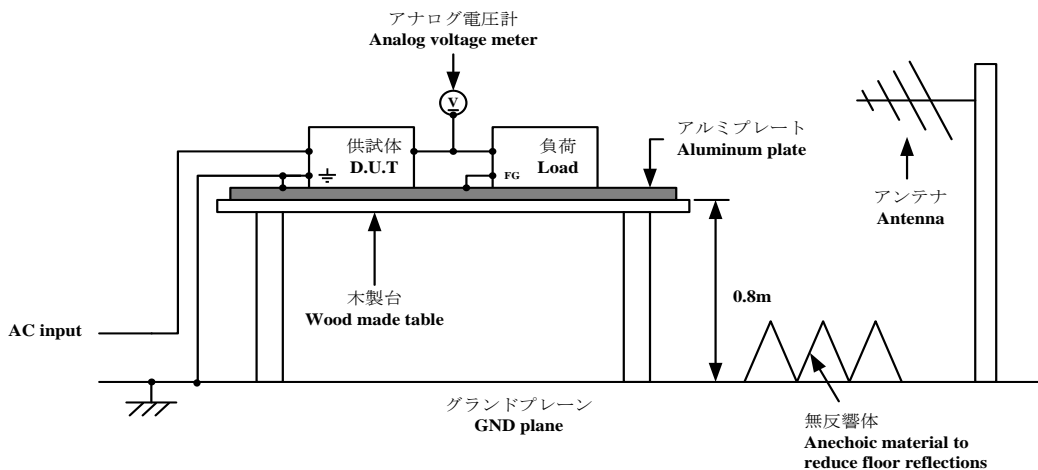 アナログ電圧計
Analog voltage meter
V
供試体
D.U.T
負荷
Load
FG
アルミプレート
Aluminum plate
アンテナ
Antenna
木製台
Wood made table
0.8m
AC input
グランドプレーン
GND plane
無反響体
Anechoic material to
reduce floor reflections